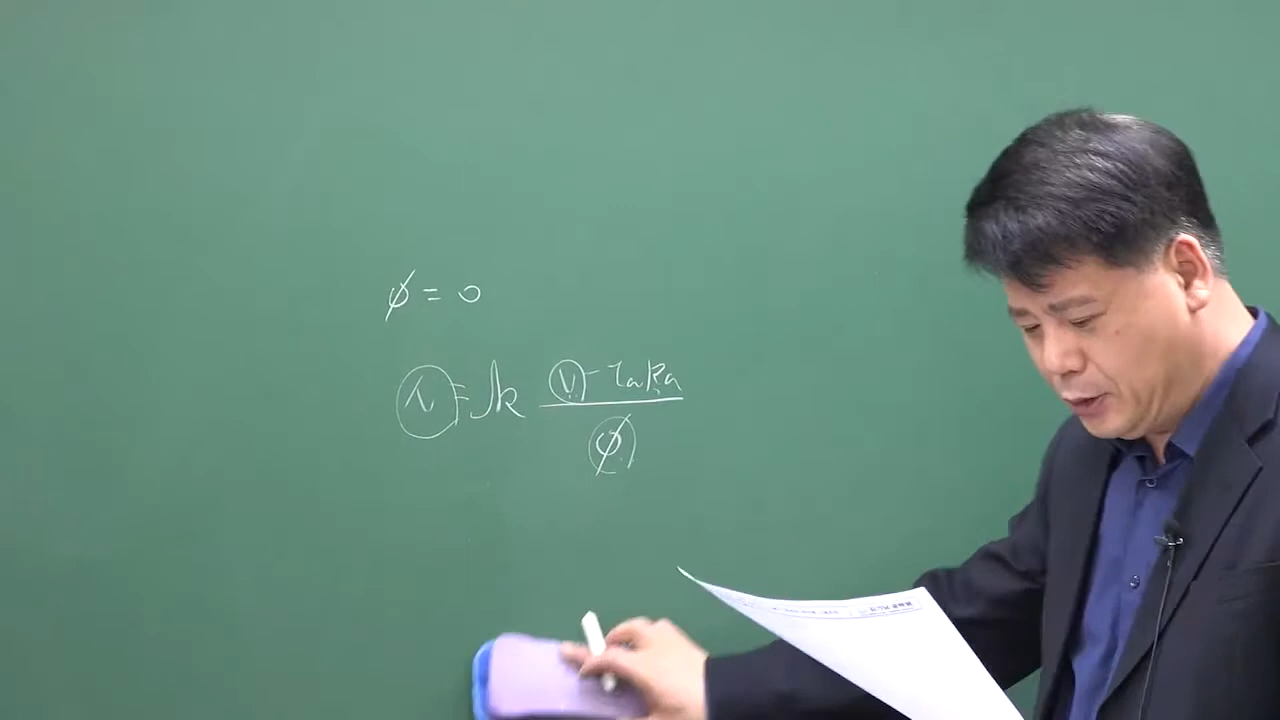 φ = 0
n = k (V - IaRa) / φ